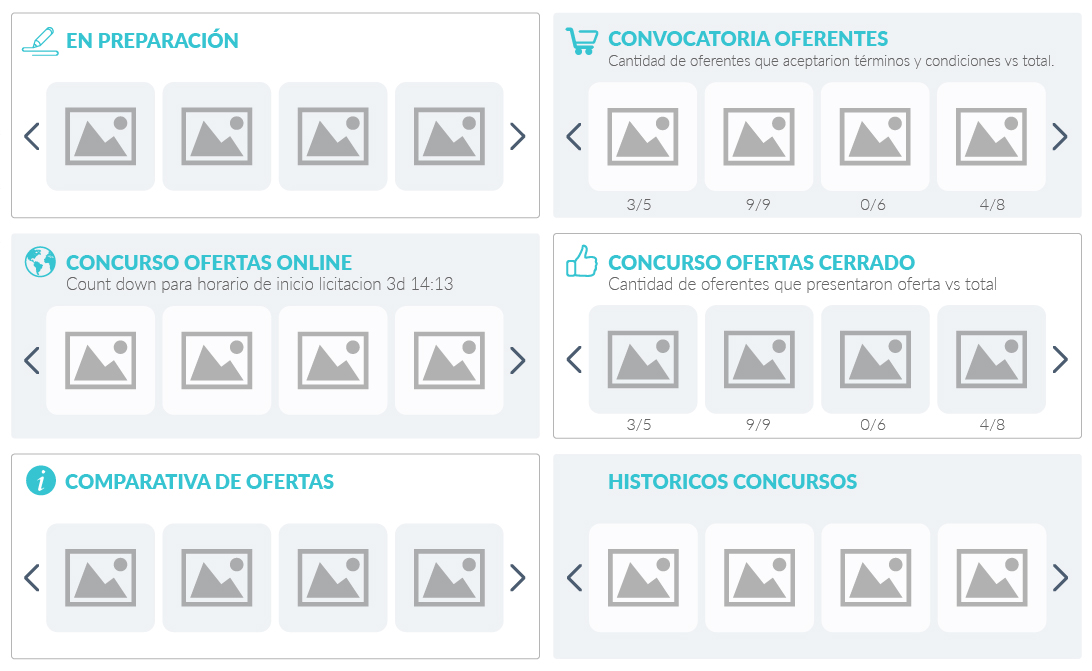 EN PREPARACIÓN
CONVOCATORIA OFERENTES
Cantidad de oferentes que aceptarion términos y condiciones vs total.
3/5 9/9 0/6 4/8
CONCURSO OFERTAS ONLINE
Count down para horario de inicio licitacion 3d 14:13
CONCURSO OFERTAS CERRADO
Cantidad de oferentes que presentaron oferta vs total
3/5 9/9 0/6 4/8
i COMPARATIVA DE OFERTAS
HISTORICOS CONCURSOS